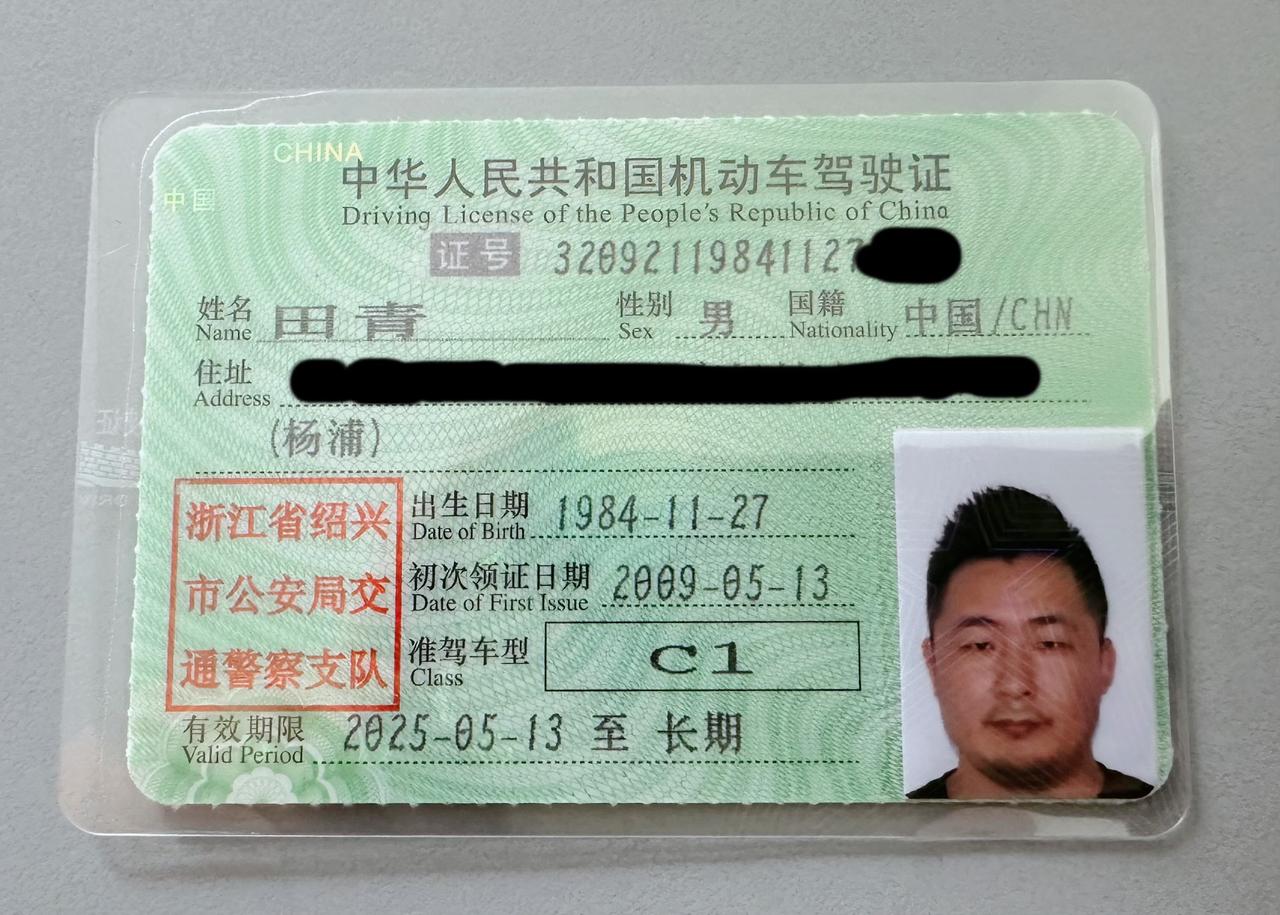 CHINA
中国
中华人民共和国机动车驾驶证
Driving License of the People's Republic of China
证号 32092119841127
姓名 田青 性别 男 国籍 中国/CHN
Name Sex Nationality
住址
Address
(杨浦)
浙江省绍兴
市公安局交
通警察支队
出生日期 1984-11-27
Date of Birth
初次领证日期 2009-05-13
Date of First Issue
准驾车型 C1
Class
有效期限 2025-05-13 至 长期
Valid Period